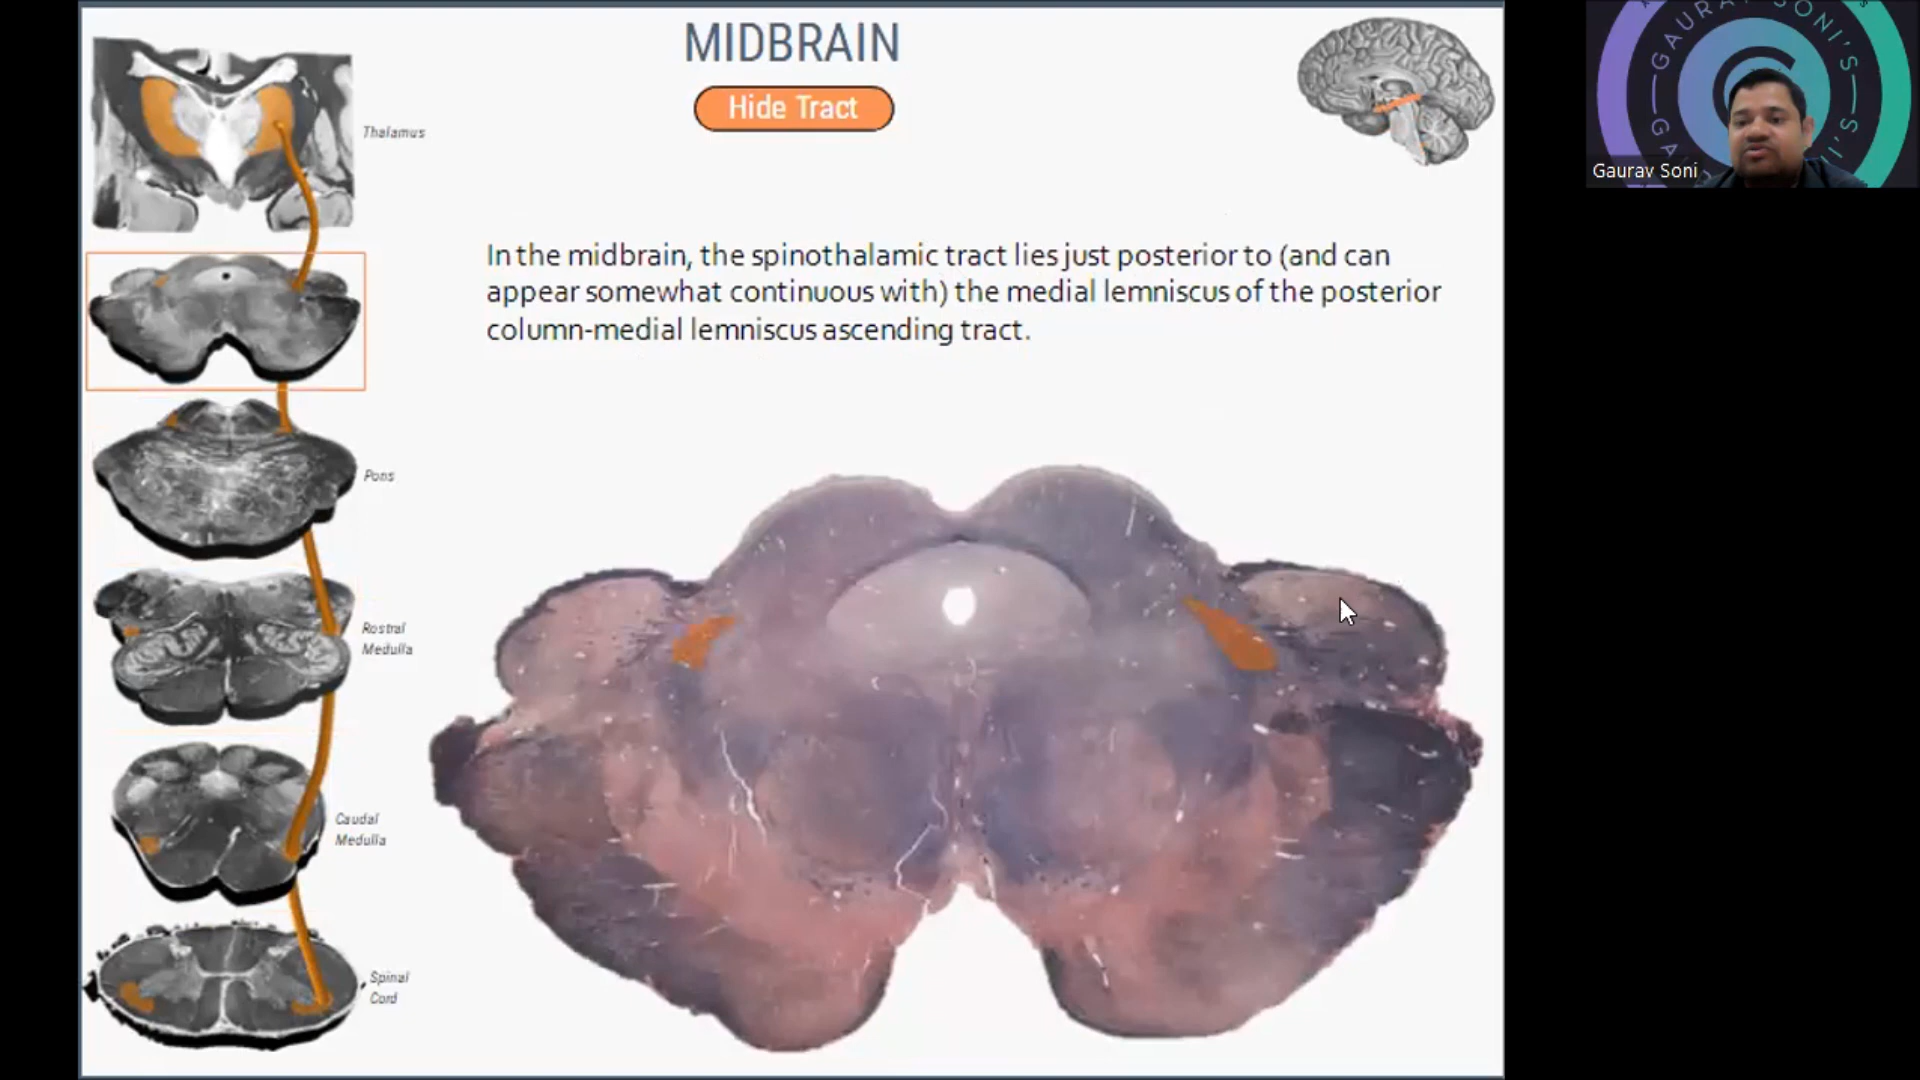 MIDBRAIN
Hide Tract
Thalamus
In the midbrain, the spinothalamic tract lies just posterior to (and can
appear somewhat continuous with) the medial lemniscus of the posterior
column-medial lemniscus ascending tract.
Pons
Rostral
Medulla
Caudal
Medulla
Spinal
Cord
GAURAV SONI'S
Gaurav Soni